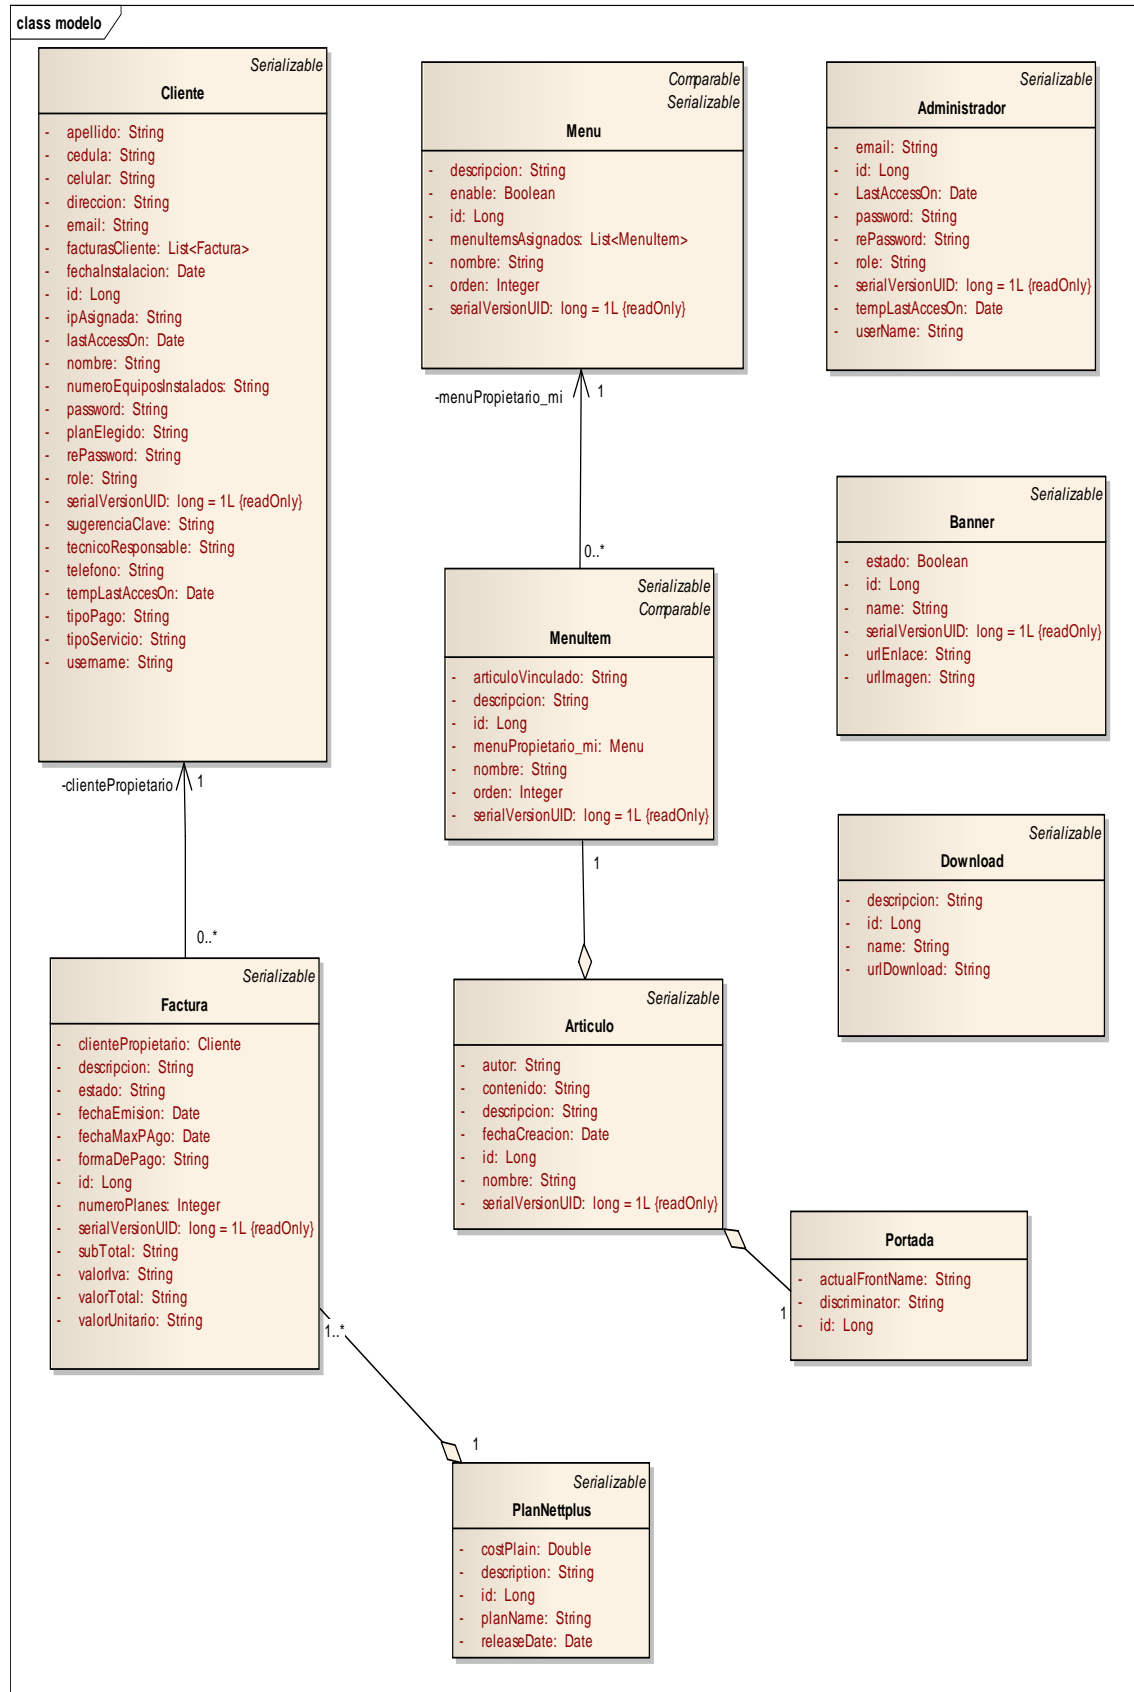 class modelo
Serializable
Cliente
- apellido: String
- cedula: String
- celular: String
- direccion: String
- email: String
- facturasCliente: List<Factura>
- fechaInstalacion: Date
- id: Long
- ipAsignada: String
- lastAccessOn: Date
- nombre: String
- numeroEquiposInstalados: String
- password: String
- planElegido: String
- rePassword: String
- role: String
- serialVersionUID: long = 1L {readOnly}
- sugerenciaClave: String
- tecnicoResponsable: String
- telefono: String
- tempLastAccesOn: Date
- tipoPago: String
- tipoServicio: String
- username: String
Comparable
Serializable
Menu
- descripcion: String
- enable: Boolean
- id: Long
- menuItemsAsignados: List<MenuItem>
- nombre: String
- orden: Integer
- serialVersionUID: long = 1L {readOnly}
Serializable
Administrador
- email: String
- id: Long
- LastAccessOn: Date
- password: String
- rePassword: String
- role: String
- serialVersionUID: long = 1L {readOnly}
- tempLastAccesOn: Date
- userName: String
-menuPropietario_mi
1
0..*
Serializable
Comparable
MenuItem
- articuloVinculado: String
- descripcion: String
- id: Long
- menuPropietario_mi: Menu
- nombre: String
- orden: Integer
- serialVersionUID: long = 1L {readOnly}
Serializable
Banner
- estado: Boolean
- id: Long
- name: String
- serialVersionUID: long = 1L {readOnly}
- urlEnlace: String
- urlImagen: String
-clientePropietario
1
0..*
1
Serializable
Download
- descripcion: String
- id: Long
- name: String
- urlDownload: String
Serializable
Factura
- clientePropietario: Cliente
- descripcion: String
- estado: String
- fechaEmision: Date
- fechaMaxPAgo: Date
- formaDePago: String
- id: Long
- numeroPlanes: Integer
- serialVersionUID: long = 1L {readOnly}
- subTotal: String
- valorIva: String
- valorTotal: String
- valorUnitario: String
Serializable
Articulo
- autor: String
- contenido: String
- descripcion: String
- fechaCreacion: Date
- id: Long
- nombre: String
- serialVersionUID: long = 1L {readOnly}
Portada
- actualFrontName: String
- discriminator: String
- id: Long
1
1..*
1
Serializable
PlanNettplus
- costPlain: Double
- description: String
- id: Long
- planName: String
- releaseDate: Date